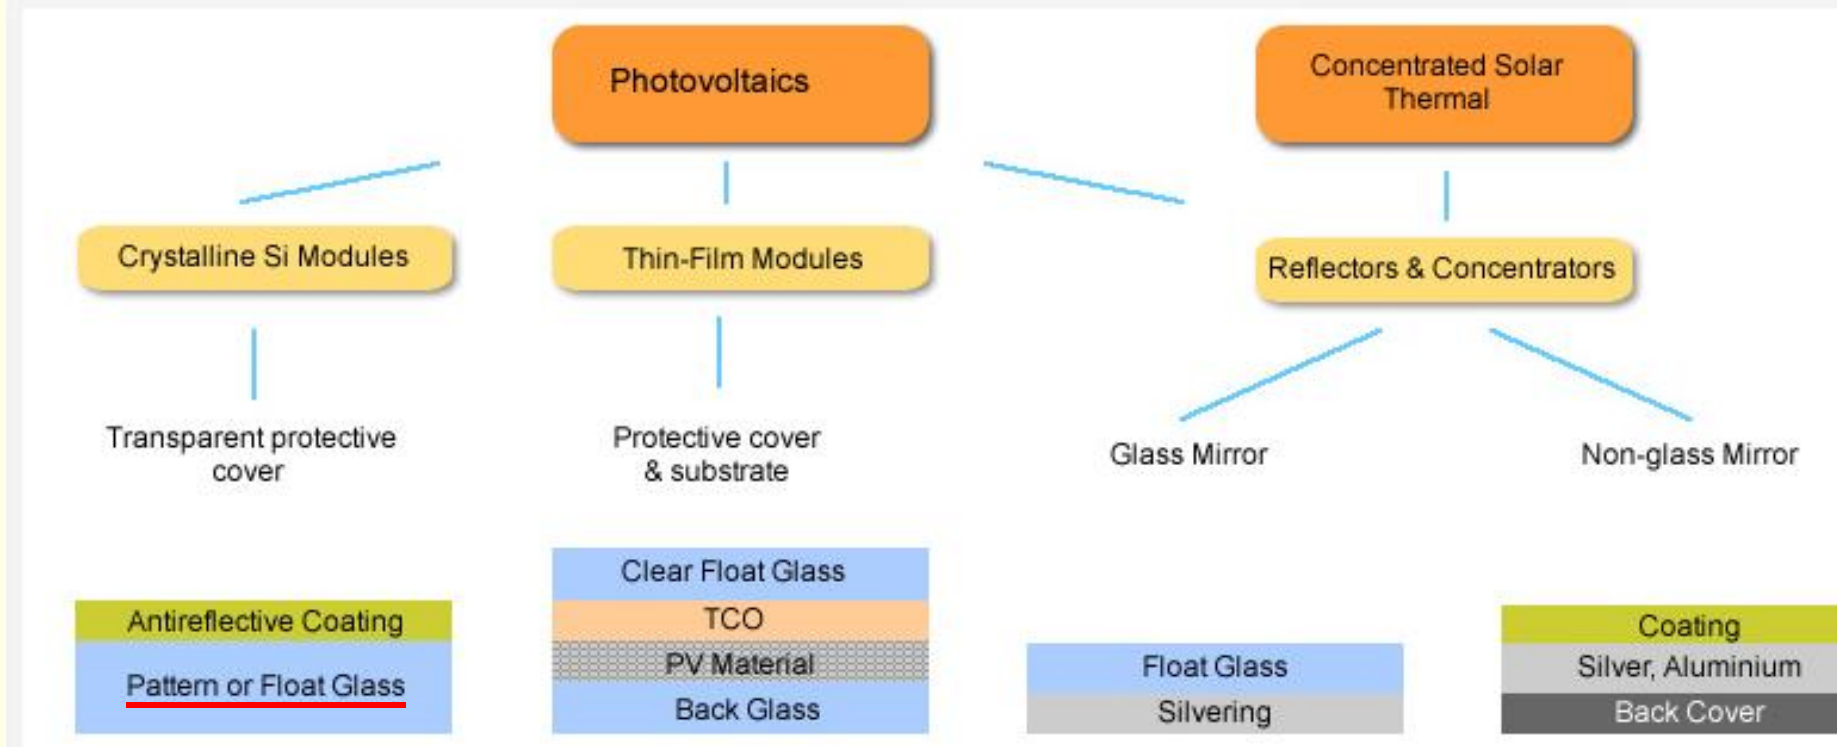 Photovoltaics
Concentrated Solar
Thermal
Crystalline Si Modules
Thin-Film Modules
Reflectors & Concentrators
Transparent protective
cover
Protective cover
& substrate
Glass Mirror
Non-glass Mirror
Antireflective Coating
Pattern or Float Glass
Clear Float Glass
TCO
PV Material
Back Glass
Float Glass
Silvering
Coating
Silver, Aluminium
Back Cover